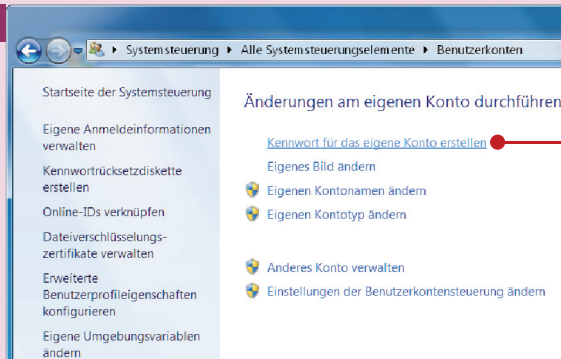 Systemsteuerung ▸ Alle Systemsteuerungselemente ▸ Benutzerkonten
Startseite der Systemsteuerung
Eigene Anmeldeinformationen
verwalten
Kennwortrücksetzdiskette
erstellen
Online-IDs verknüpfen
Dateiverschlüsselungs-
zertifikate verwalten
Erweiterte
Benutzerprofileigenschaften
konfigurieren
Eigene Umgebungsvariablen
ändern
Änderungen am eigenen Konto durchführen
Kennwort für das eigene Konto erstellen
Eigenes Bild ändern
Eigenen Kontonamen ändern
Eigenen Kontotyp ändern
Anderes Konto verwalten
Einstellungen der Benutzerkontensteuerung ändern